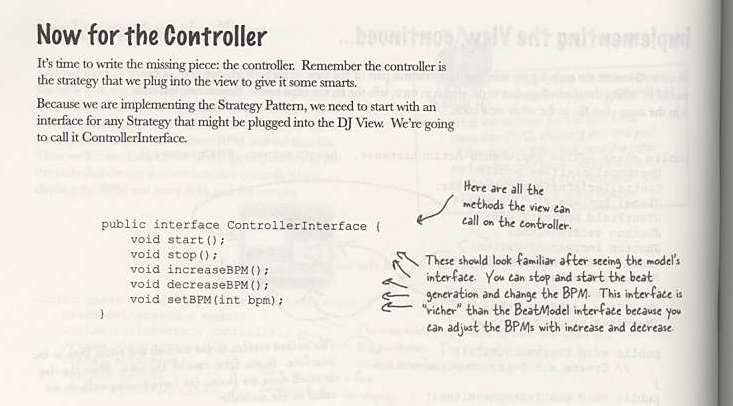 Now for the Controller
It's time to write the missing piece: the controller. Remember the controller is
the strategy that we plug into the view to give it some smarts.
Because we are implementing the Strategy Pattern, we need to start with an
interface for any Strategy that might be plugged into the DJ View. We're going
to call it ControllerInterface.
Here are all the
methods the view can
call on the controller.
public interface ControllerInterface {
void start();
void stop();
void increaseBPM();
void decreaseBPM();
void setBPM(int bpm);
}
These should look familiar after seeing the model's
interface. You can stop and start the beat
generation and change the BPM. This interface is
"richer" than the BeatModel interface because you
can adjust the BPMs with increase and decrease.